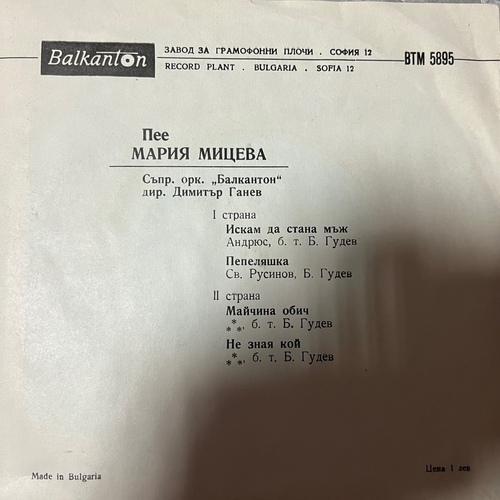 Balkanton ЗАВОД ЗА ГРАМОФОННИ ПЛОЧИ . СОФИЯ 12
RECORD PLANT . BULGARIA . SOFIA 12
ВТМ 5895
Пее
МАРИЯ МИЦЕВА
Съпр. орк. „Балкантон“
дир. Димитър Ганев
I страна
Искам да стана мъж
Андрюс, б. т. Б. Гудев
Пепеляшка
Св. Русинов, Б. Гудев
II страна
Майчина обич
***, б. т. Б. Гудев
Не зная кой
***, б. т. Б. Гудев
Made in Bulgaria
Цена 1 лев